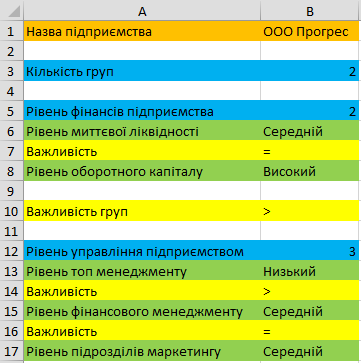 A B
1 Назва підприємства ООО Прогрес
2
3 Кількість груп 2
4
5 Рівень фінансів підприємства 2
6 Рівень миттєвої ліквідності Середній
7 Важливість =
8 Рівень оборотного капіталу Високий
9
10 Важливість груп >
11
12 Рівень управління підприємством 3
13 Рівень топ менеджменту Низький
14 Важливість >
15 Рівень фінансового менеджменту Середній
16 Важливість =
17 Рівень підрозділів маркетингу Середній